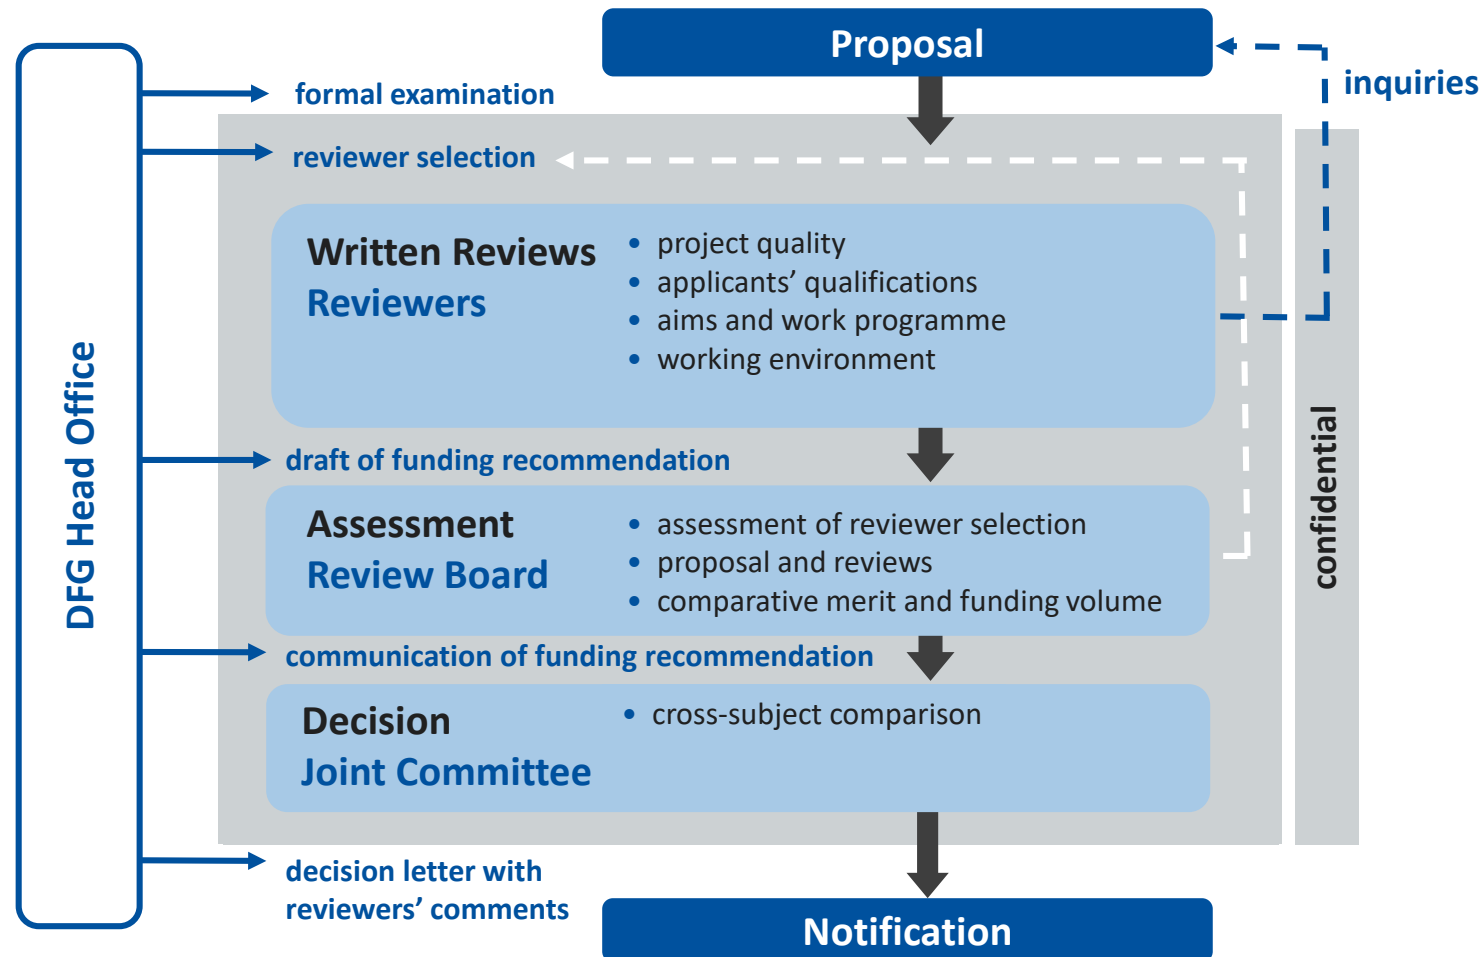 Proposal
inquiries
formal examination
reviewer selection
Written Reviews
Reviewers
• project quality
• applicants’ qualifications
• aims and work programme
• working environment
DFG Head Office
confidential
draft of funding recommendation
Assessment
Review Board
• assessment of reviewer selection
• proposal and reviews
• comparative merit and funding volume
communication of funding recommendation
Decision
Joint Committee
• cross-subject comparison
decision letter with
reviewers’ comments
Notification